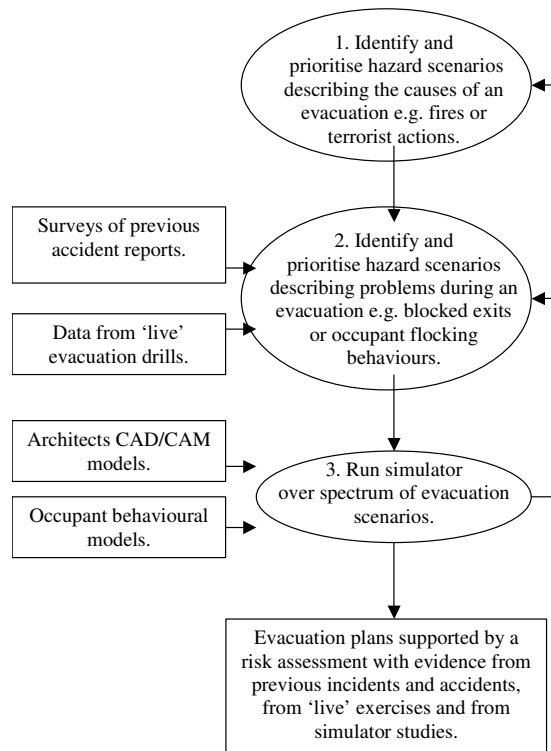 1. Identify and
prioritise hazard scenarios
describing the causes of an
evacuation e.g. fires or
terrorist actions.
Surveys of previous
accident reports.
2. Identify and
prioritise hazard scenarios
describing problems during an
evacuation e.g. blocked exits
or occupant flocking
behaviours.
Data from ‘live’
evacuation drills.
Architects CAD/CAM
models.
3. Run simulator
over spectrum of evacuation
scenarios.
Occupant behavioural
models.
Evacuation plans supported by a
risk assessment with evidence from
previous incidents and accidents,
from ‘live’ exercises and from
simulator studies.